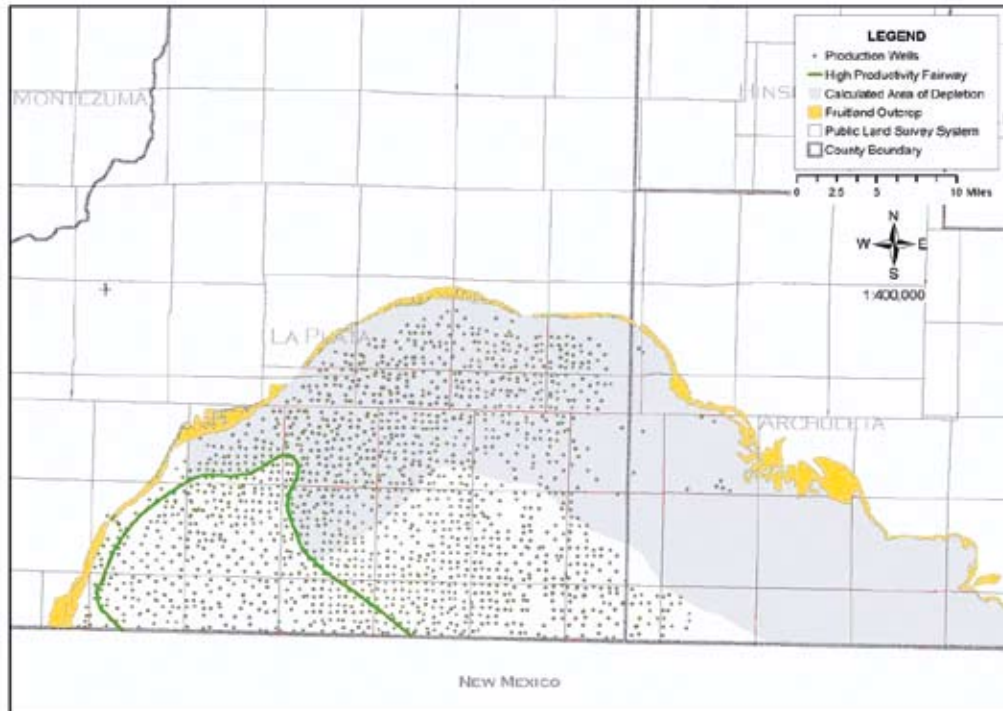 LEGEND
Production Wells
High Productivity Fairway
Calculated Area of Depletion
Fruitland Outcrop
Public Land Survey System
County Boundary
0 2.5 5 10 Miles
N
W E
S
1:400,000
MONTEZUMA
HINS
LA PLATA
ARCHULETA
NEW MEXICO